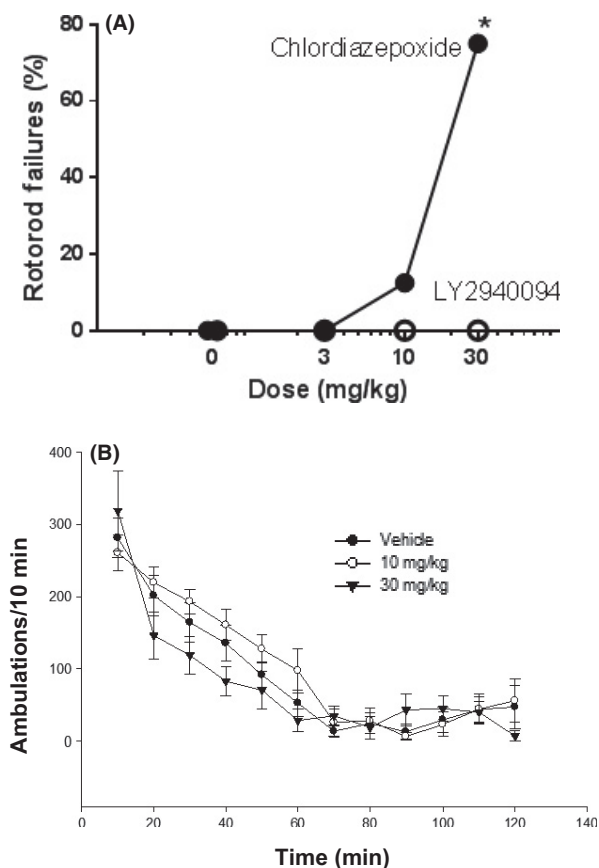 (A)
80
*
Chlordiazepoxide
60
40
20
LY2940094
0
0 3 10 30
Rotorod failures (%)
Dose (mg/kg)
(B)
400
Vehicle
300
10 mg/kg
30 mg/kg
200
100
0
0 20 40 60 80 100 120 140
Ambulations/10 min
Time (min)